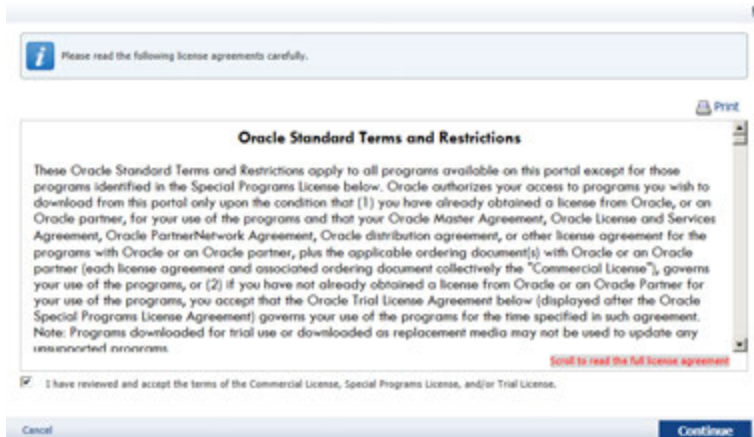 Please read the following license agreements carefully.
Print
Oracle Standard Terms and Restrictions
These Oracle Standard Terms and Restrictions apply to all programs available on this portal except for those
programs identified in the Special Programs License below. Oracle authorizes your access to programs you wish to
download from this portal only upon the condition that (1) you have already obtained a license from Oracle, or an
Oracle partner, for your use of the programs and that your Oracle Master Agreement, Oracle License and Services
Agreement, Oracle PartnerNetwork Agreement, Oracle distribution agreement, or other license agreement for the
programs with Oracle or an Oracle partner, plus the applicable ordering document(s) with Oracle or an Oracle
partner (each license agreement and associated ordering document collectively the "Commercial License"), governs
your use of the programs, or (2) if you have not already obtained a license from Oracle or an Oracle Partner for
your use of the programs, you accept that the Oracle Trial License Agreement below (displayed after the Oracle
Special Programs License Agreement) governs your use of the programs for the time specified in such agreement.
Note: Programs downloaded for trial use or downloaded as replacement media may not be used to update any
unsupported programs
Scroll to read the full license agreement
I have reviewed and accept the terms of the Commercial License, Special Programs License, and/or Trial License.
Cancel
Continue